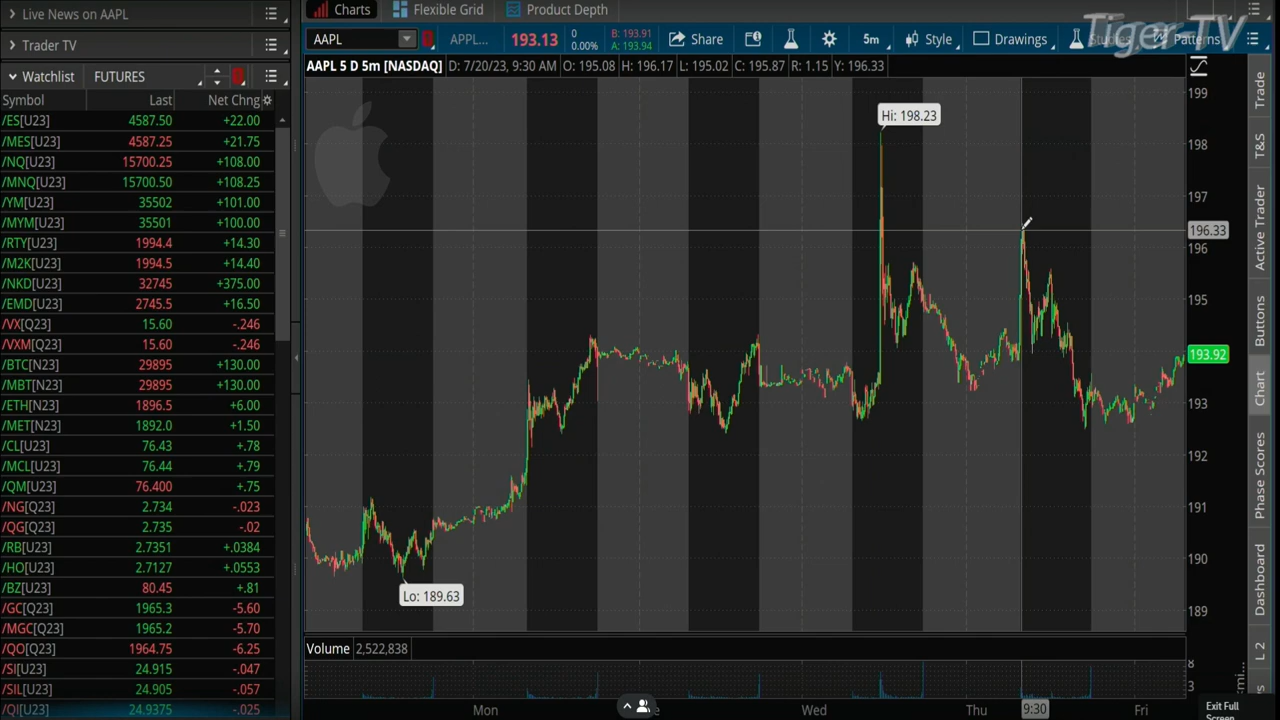 Live News on AAPL
Trader TV
Watchlist FUTURES
Symbol Last Net Chng
/ES[U23] 4587.50 +22.00
/MES[U23] 4587.25 +21.75
/NQ[U23] 15700.25 +108.00
/MNQ[U23] 15700.50 +108.25
/YM[U23] 35502 +101.00
/MYM[U23] 35501 +100.00
/RTY[U23] 1994.4 +14.30
/M2K[U23] 1994.5 +14.40
/NKD[U23] 32745 +375.00
/EMD[U23] 2745.5 +16.50
/VX[Q23] 15.60 -.246
/VXM[Q23] 15.60 -.246
/BTC[N23] 29895 +130.00
/MBT[N23] 29895 +130.00
/ETH[N23] 1896.5 +6.00
/MET[N23] 1892.0 +1.50
/CL[U23] 76.43 +.78
/MCL[U23] 76.44 +.79
/QM[U23] 76.400 +.75
/NG[Q23] 2.734 -.023
/QG[Q23] 2.735 -.02
/RB[U23] 2.7351 +.0384
/HO[U23] 2.7127 +.0553
/BZ[U23] 80.45 +.81
/GC[Q23] 1965.3 -5.60
/MGC[Q23] 1965.2 -5.70
/QO[Q23] 1964.75 -6.25
/SI[U23] 24.915 -.047
/SIL[U23] 24.905 -.057
/QI[U23] 24.9375 -.025
Charts Flexible Grid Product Depth
AAPL APPL... 193.13 0 0.00% B: 193.91 A: 193.94 Share 5m Style Drawings Studies Patterns
Tiger TV
AAPL 5 D 5m [NASDAQ] D: 7/20/23, 9:30 AM O: 195.08 H: 196.17 L: 195.02 C: 195.87 R: 1.15 Y: 196.33
Hi: 198.23
Lo: 189.63
199
198
197
196.33
196
195
193.92
193
192
191
190
189
Volume 2,522,838
8
3
Mon Wed Thu 9:30 Fri
Trade
T&S
Active Trader
Buttons
Chart
Phase Scores
Dashboard
L 2
Exit Full
Screen